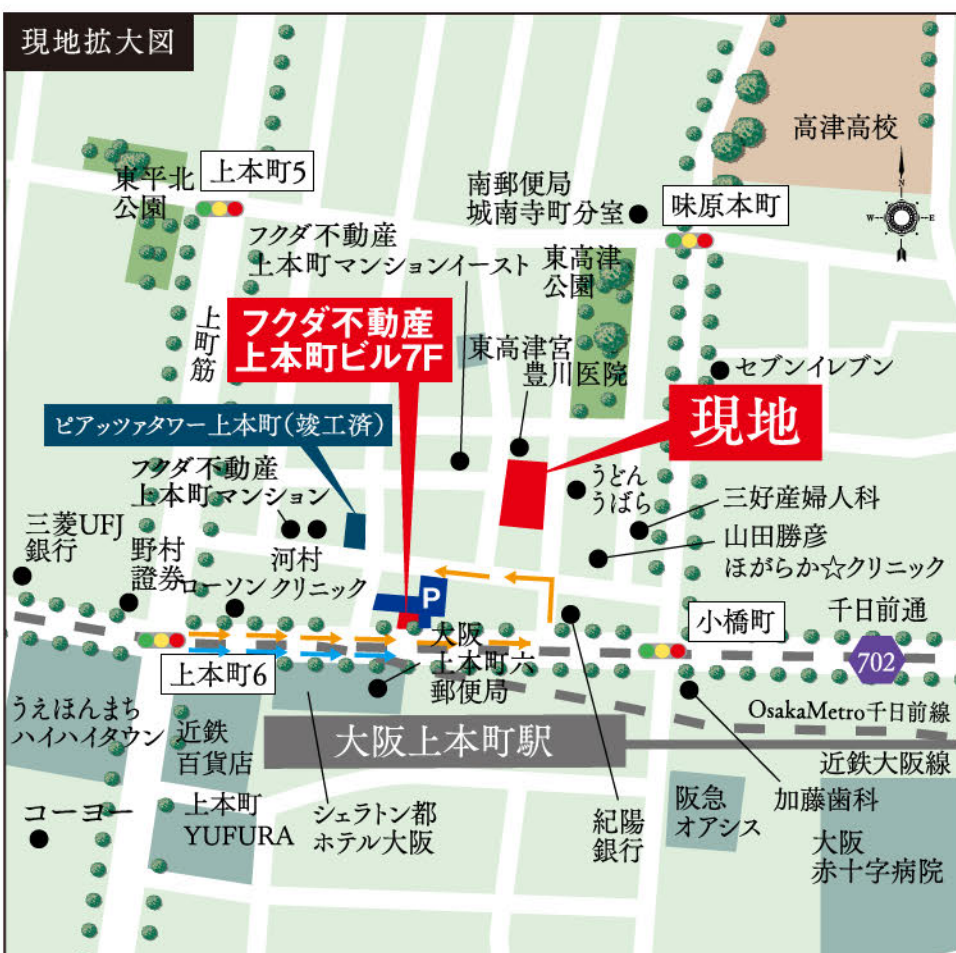 現地拡大図
高津高校
N
W
E
東平北
公園
上本町5
南郵便局
城南寺町分室
味原本町
フクダ不動産
上本町マンションイースト
東高津
公園
上町筋
フクダ不動産
上本町ビル7F
東高津宮
豊川医院
セブンイレブン
ピアッツァタワー上本町(竣工済)
現地
フクダ不動産
上本町マンション
うどん
うばら
三好産婦人科
三菱UFJ
銀行
野村
證券
河村
クリニック
ローソン
山田勝彦
ほがらか☆クリニック
P
小橋町
千日前通
702
上本町6
大阪
上本町六
郵便局
うえほんまち
ハイハイタウン
近鉄
百貨店
大阪上本町駅
OsakaMetro千日前線
近鉄大阪線
コーヨー
上本町
YUFURA
シェラトン都
ホテル大阪
紀陽
銀行
阪急
オアシス
加藤歯科
大阪
赤十字病院